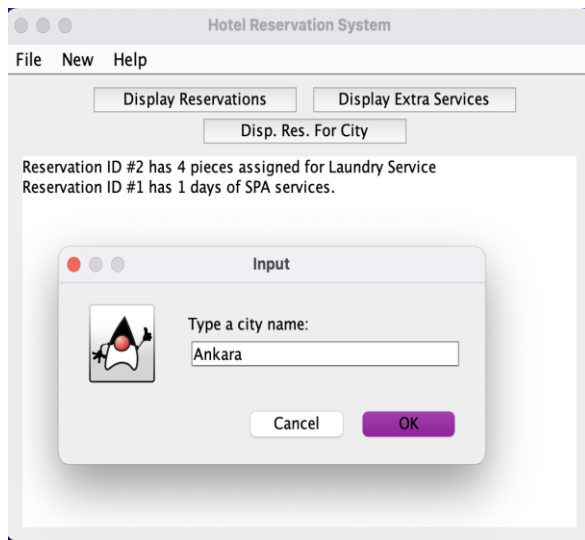 Hotel Reservation System
File New Help
Display Reservations Display Extra Services
Disp. Res. For City
Reservation ID #2 has 4 pieces assigned for Laundry Service
Reservation ID #1 has 1 days of SPA services.
Input
Type a city name:
Ankara
Cancel OK